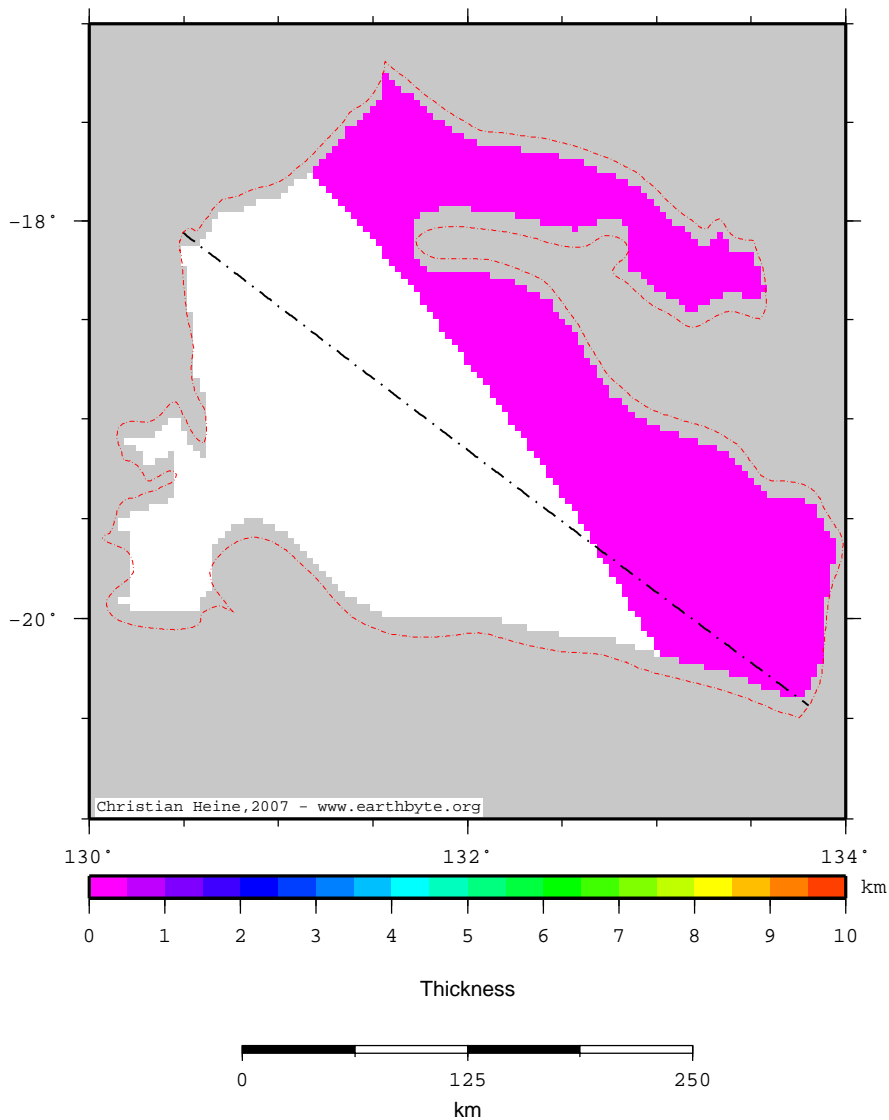 -18°
-20°
Christian Heine,2007 - www.earthbyte.org
130° 132° 134°
km
0 1 2 3 4 5 6 7 8 9 10
Thickness
0 125 250
km